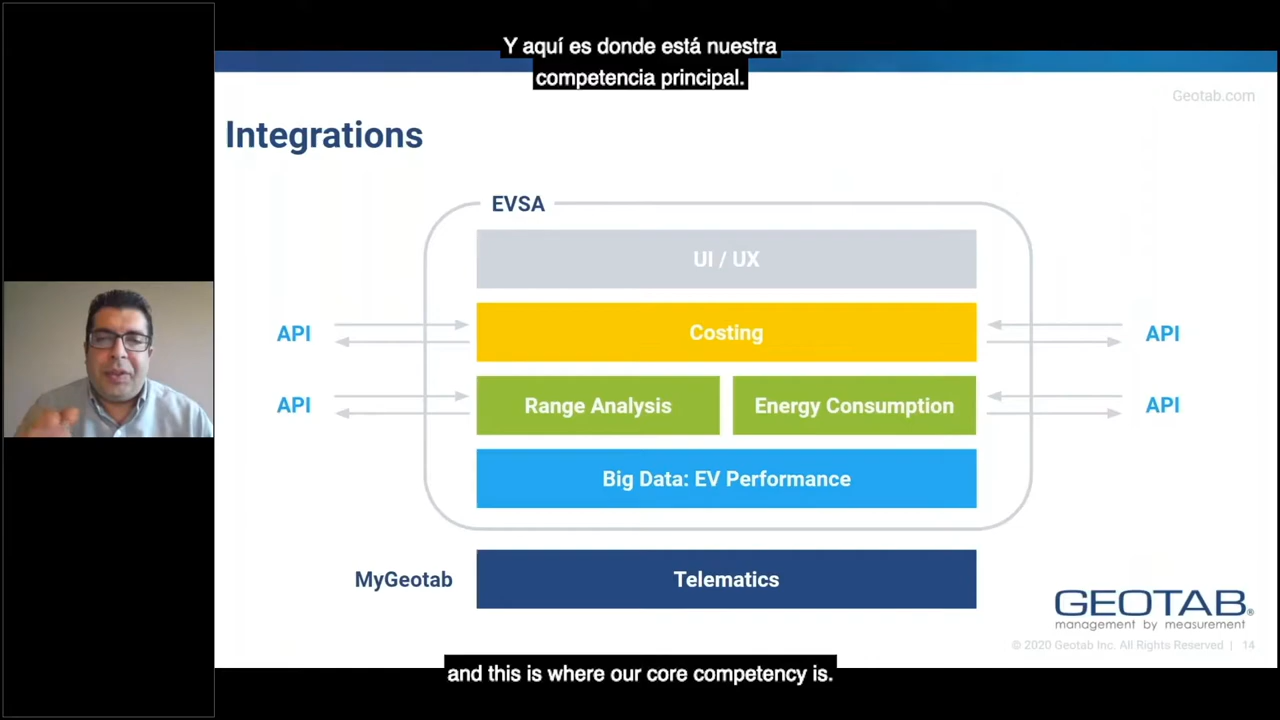 Y aquí es donde está nuestra
competencia principal.
Geotab.com
Integrations
EVSA
UI / UX
API
Costing
API
API
Range Analysis
Energy Consumption
API
Big Data: EV Performance
MyGeotab
Telematics
GEOTAB®
management by measurement
© 2020 Geotab Inc. All Rights Reserved | 14
and this is where our core competency is.